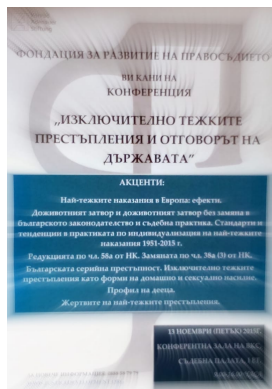 ФОНДАЦИЯ ЗА РАЗВИТИЕ НА ПРАВОСЪДИЕТО
ВИ КАНИ НА
КОНФЕРЕНЦИЯ
„ИЗКЛЮЧИТЕЛНО ТЕЖКИТЕ
ПРЕСТЪПЛЕНИЯ И ОТГОВОРЪТ НА
ДЪРЖАВАТА"
АКЦЕНТИ:
Най-тежките наказания в Европа: ефекти.
Доживотният затвор и доживотният затвор без замяна в
българското законодателство и съдебна практика. Стандарти и
тенденции в практиката по индивидуализация на най-тежките
наказания 1951-2015 г.
Редукцията по чл. 58а от НК. Замяната по чл. 38а (3) от НК.
Българската серийна престъпност. Изключително тежките
престъпления като форми на домашно и сексуално насилие.
Профил на дееца.
Жертвите на най-тежките престъпления.
13 НОЕМВРИ (ПЕТЪК) 2015Г.
КОНФЕРЕНТНА ЗАЛА НА ВКС,
СЪДЕБНА ПАЛАТА,